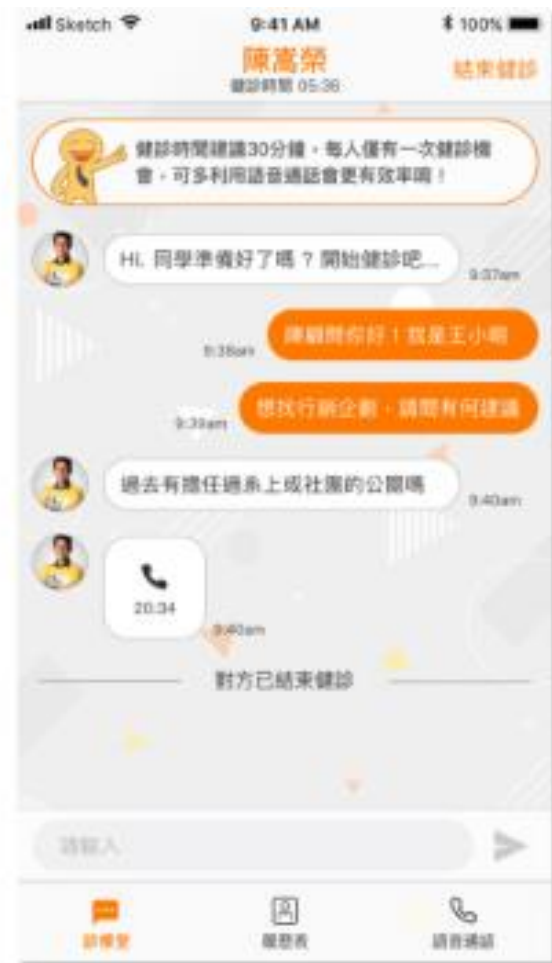 Sketch 9:41 AM 100%
陳嵩榮
健診時間 05:36
結束健診
健診時間建議30分鐘，每人僅有一次健診機
會，可多利用語音通話會更有效率唷！
Hi, 同學準備好了嗎？開始健診吧...
9:37am
陳顧問你好！我是王小明
9:38am
想找行銷企劃，請問有何建議
9:39am
過去有擔任過系上或社團的公關嗎
9:40am
20:34
9:40am
對方已結束健診
請輸入
履歷表
語音通話